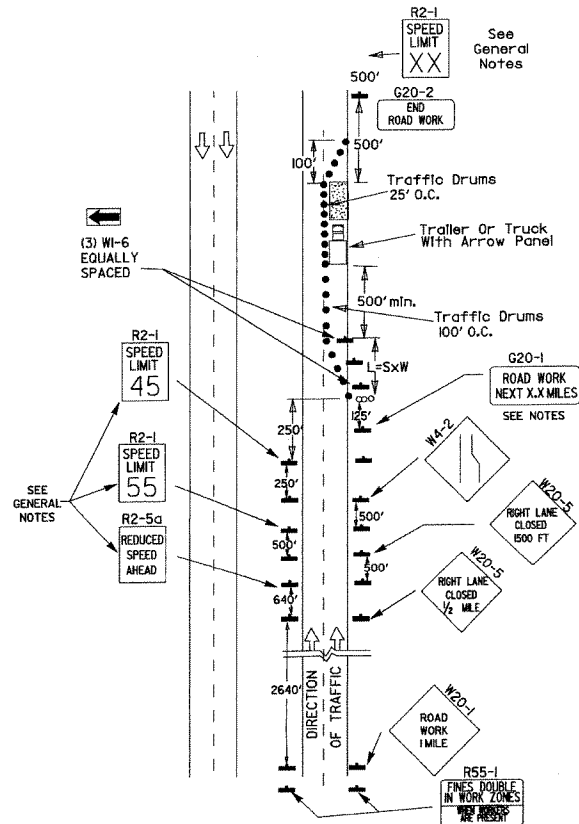 R2-1
SPEED
LIMIT
XX
See
General
Notes
500'
G20-2
END
ROAD WORK
500'
100'
Traffic Drums
25' O.C.
Trailer Or Truck
With Arrow Panel
(3) W1-6
EQUALLY
SPACED
500' min.
Traffic Drums
100' O.C.
L=SxW
R2-1
SPEED
LIMIT
45
G20-1
ROAD WORK
NEXT X.X MILES
SEE NOTES
125'
250'
R2-1
SPEED
LIMIT
55
250'
W4-2
SEE
GENERAL
NOTES
500'
500'
W20-5
RIGHT LANE
CLOSED
1500 FT
R2-5a
REDUCED
SPEED
AHEAD
500'
640'
W20-5
RIGHT LANE
CLOSED
1/2 MILE
2640'
DIRECTION
OF TRAFFIC
W20-1
ROAD
WORK
1 MILE
R55-1
FINES DOUBLE
IN WORK ZONES
WHEN WORKERS
ARE PRESENT